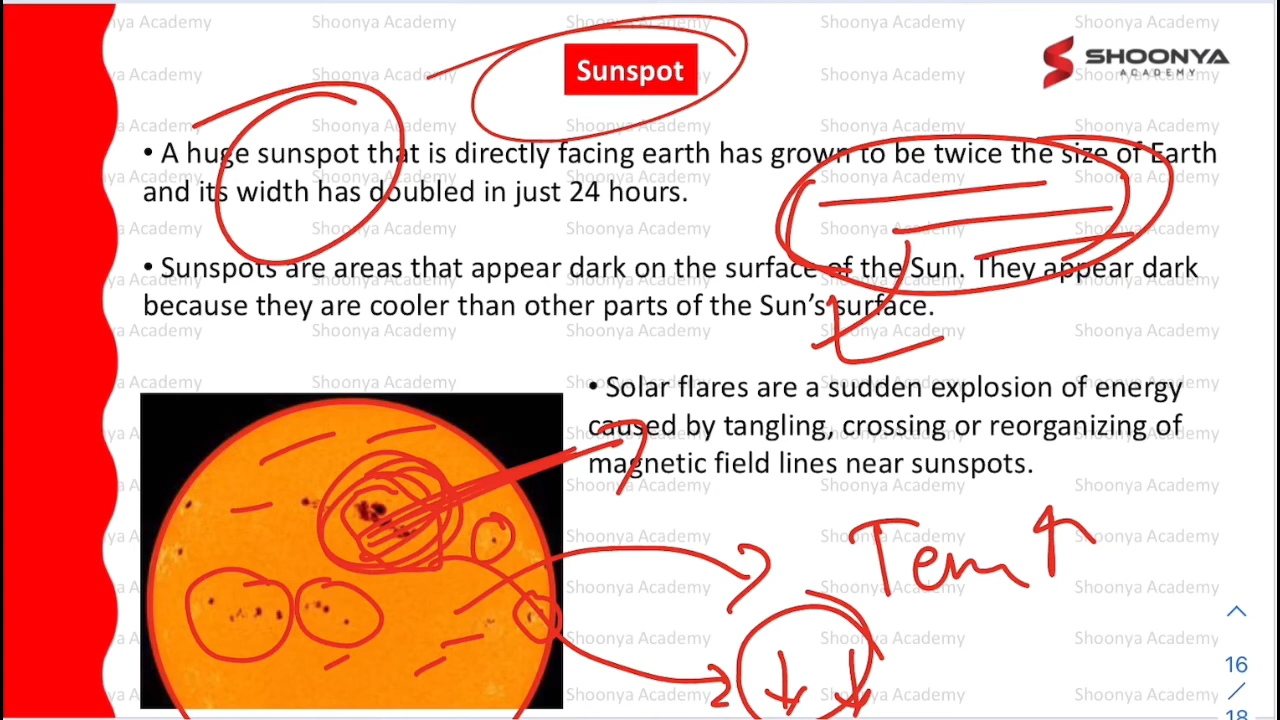 Sunspot
SHOONYA
ACADEMY
• A huge sunspot that is directly facing earth has grown to be twice the size of Earth
and its width has doubled in just 24 hours.
• Sunspots are areas that appear dark on the surface of the Sun. They appear dark
because they are cooler than other parts of the Sun’s surface.
• Solar flares are a sudden explosion of energy
caused by tangling, crossing or reorganizing of
magnetic field lines near sunspots.
Tem
16
/
18
Shoonya Academy